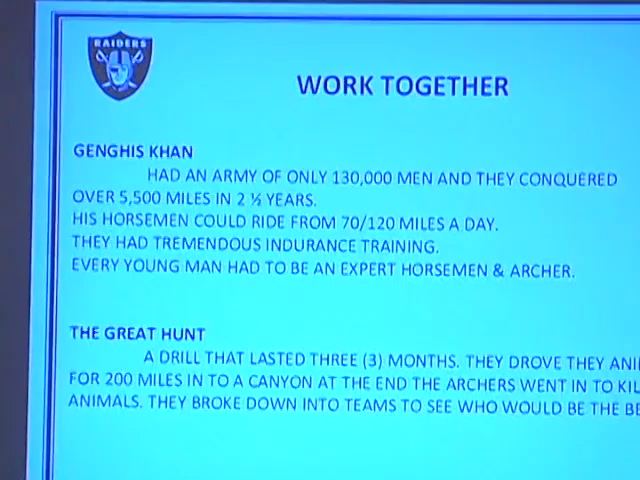 RAIDERS
WORK TOGETHER
GENGHIS KHAN
HAD AN ARMY OF ONLY 130,000 MEN AND THEY CONQUERED
OVER 5,500 MILES IN 2 ½ YEARS.
HIS HORSEMEN COULD RIDE FROM 70/120 MILES A DAY.
THEY HAD TREMENDOUS INDURANCE TRAINING.
EVERY YOUNG MAN HAD TO BE AN EXPERT HORSEMEN & ARCHER.
THE GREAT HUNT
A DRILL THAT LASTED THREE (3) MONTHS. THEY DROVE THEY ANI
FOR 200 MILES IN TO A CANYON AT THE END THE ARCHERS WENT IN TO KIL
ANIMALS. THEY BROKE DOWN INTO TEAMS TO SEE WHO WOULD BE THE BE